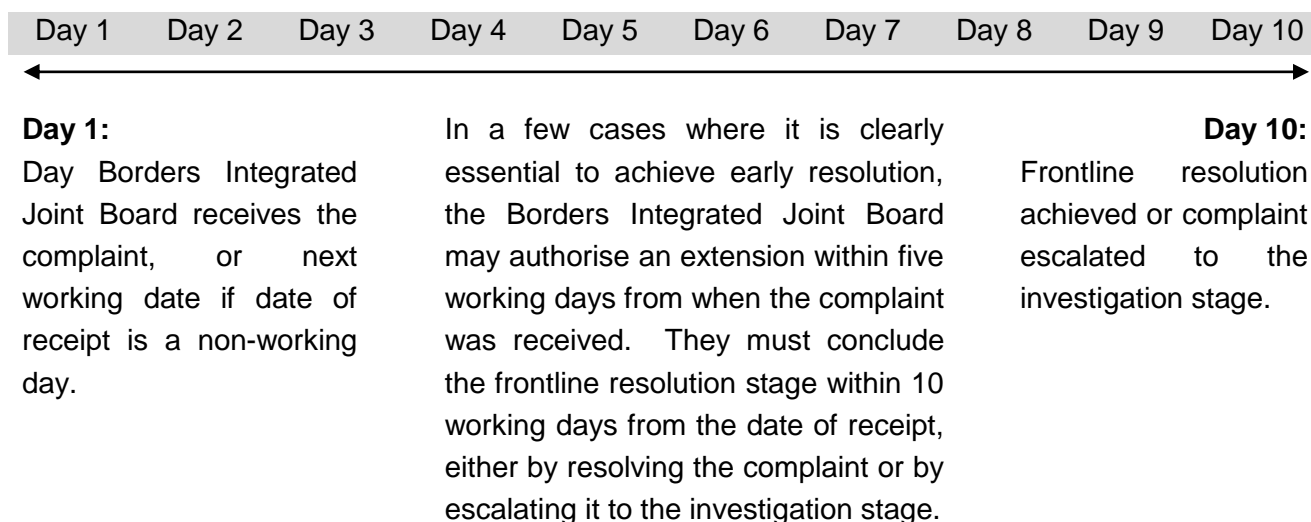 Day 1 Day 2 Day 3 Day 4 Day 5 Day 6 Day 7 Day 8 Day 9 Day 10
Day 1:
Day Borders Integrated
Joint Board receives the
complaint, or next
working date if date of
receipt is a non-working
day.
In a few cases where it is clearly
essential to achieve early resolution,
the Borders Integrated Joint Board
may authorise an extension within five
working days from when the complaint
was received. They must conclude
the frontline resolution stage within 10
working days from the date of receipt,
either by resolving the complaint or by
escalating it to the investigation stage.
Day 10:
Frontline resolution
achieved or complaint
escalated to the
investigation stage.